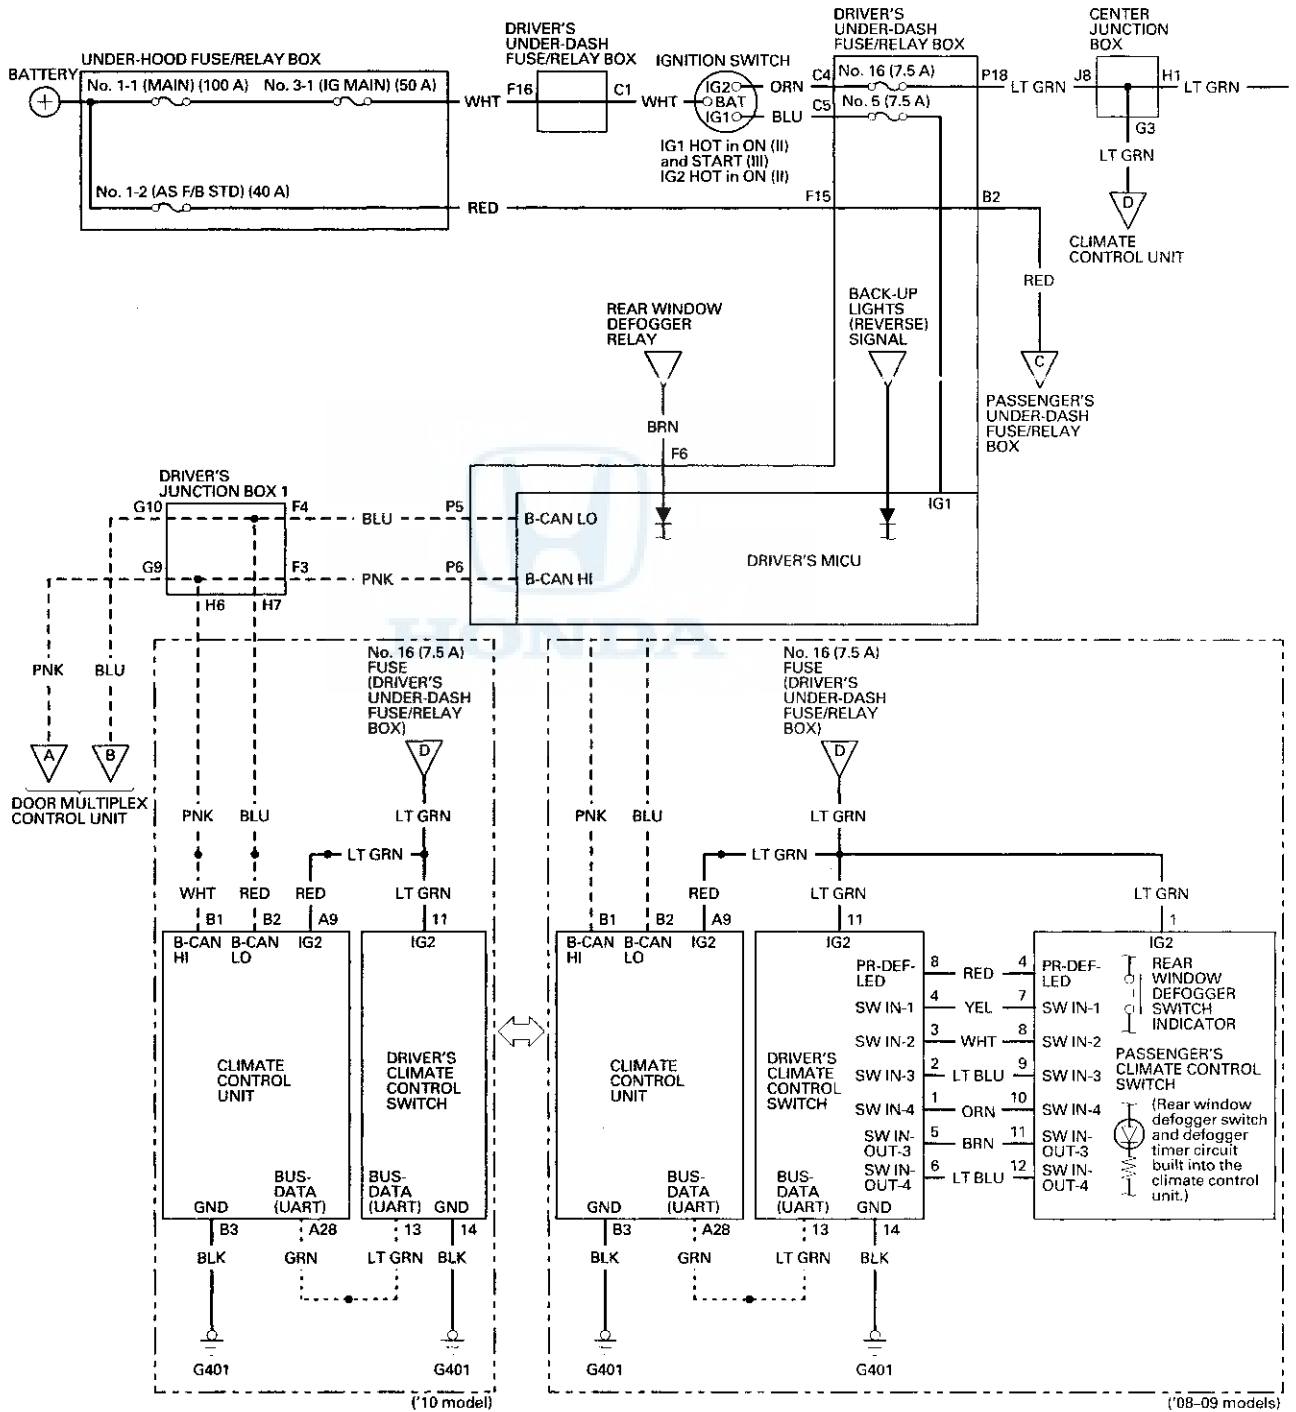 DRIVER'S
UNDER-DASH
FUSE/RELAY BOX
DRIVER'S
UNDER-DASH
FUSE/RELAY BOX
CENTER
JUNCTION
BOX
UNDER-HOOD FUSE/RELAY BOX
IGNITION SWITCH
BATTERY
No. 1-1 (MAIN) (100 A)
No. 3-1 (IG MAIN) (50 A)
WHT
F16
C1
WHT
IG2
BAT
IG1
ORN
BLU
C4
C5
No. 16 (7.5 A)
No. 5 (7.5 A)
P18
LT GRN
J8
H1
LT GRN
G3
LT GRN
IG1 HOT in ON (II)
and START (III)
IG2 HOT in ON (II)
No. 1-2 (AS F/B STD) (40 A)
RED
F15
B2
D
CLIMATE
CONTROL UNIT
RED
REAR WINDOW
DEFOGGER
RELAY
BACK-UP
LIGHTS
(REVERSE)
SIGNAL
C
PASSENGER'S
UNDER-DASH
FUSE/RELAY
BOX
BRN
F6
DRIVER'S
JUNCTION BOX 1
G10
F4
BLU
P5
B-CAN LO
IG1
G9
F3
PNK
P6
B-CAN HI
DRIVER'S MICU
H6
H7
HONDA
PNK
BLU
A
B
DOOR MULTIPLEX
CONTROL UNIT
No. 16 (7.5 A)
FUSE
(DRIVER'S
UNDER-DASH
FUSE/RELAY
BOX)
D
PNK
BLU
LT GRN
LT GRN
WHT
RED
RED
LT GRN
B1
B2
A9
11
B-CAN
HI
B-CAN
LO
IG2
IG2
CLIMATE
CONTROL
UNIT
DRIVER'S
CLIMATE
CONTROL
SWITCH
GND
BUS-
DATA
(UART)
BUS-
DATA
(UART)
GND
B3
A28
13
14
BLK
GRN
LT GRN
BLK
G401
G401
('10 model)
No. 16 (7.5 A)
FUSE
(DRIVER'S
UNDER-DASH
FUSE/RELAY
BOX)
D
PNK
BLU
LT GRN
LT GRN
RED
LT GRN
LT GRN
B1
B2
A9
11
1
B-CAN
HI
B-CAN
LO
IG2
IG2
IG2
CLIMATE
CONTROL
UNIT
DRIVER'S
CLIMATE
CONTROL
SWITCH
PR-DEF-
LED
8
RED
4
PR-DEF-
LED
SW IN-1
4
YEL
7
SW IN-1
SW IN-2
3
WHT
8
SW IN-2
SW IN-3
2
LT BLU
9
SW IN-3
SW IN-4
1
ORN
10
SW IN-4
SW IN-
OUT-3
5
BRN
11
SW IN-
OUT-3
SW IN-
OUT-4
6
LT BLU
12
SW IN-
OUT-4
REAR
WINDOW
DEFOGGER
SWITCH
INDICATOR
PASSENGER'S
CLIMATE CONTROL
SWITCH
(Rear window
defogger switch
and defogger
timer circuit
built into the
climate control
unit.)
GND
BUS-
DATA
(UART)
BUS-
DATA
(UART)
GND
B3
A28
13
14
BLK
GRN
LT GRN
BLK
G401
G401
('08–09 models)